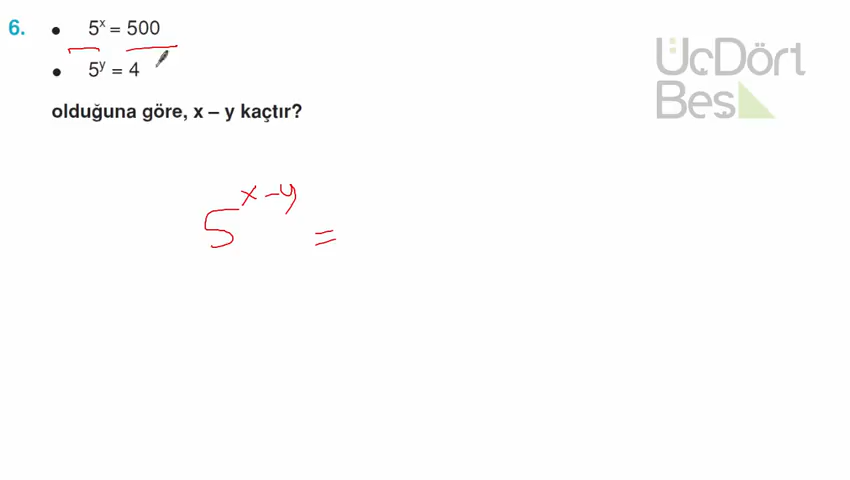 6. • 5ˣ = 500
• 5ʸ = 4
olduğuna göre, x – y kaçtır?
5ˣ⁻ʸ =
ÜçDört
Beş